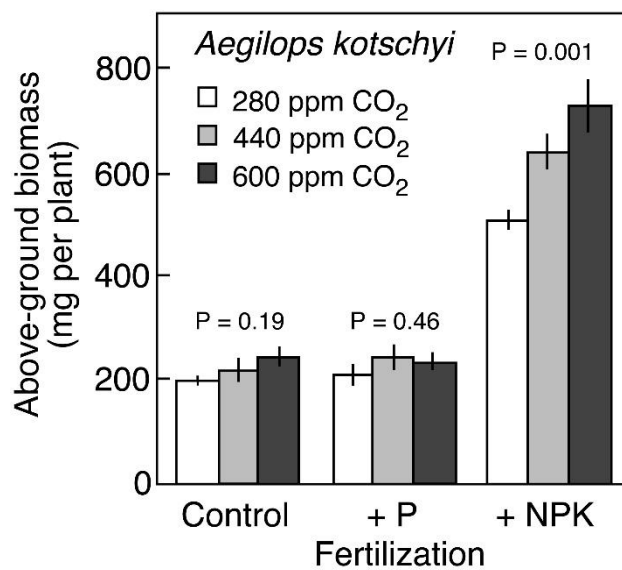 Aegilops kotschyi
280 ppm CO₂
440 ppm CO₂
600 ppm CO₂
P = 0.001
P = 0.19
P = 0.46
Above-ground biomass
(mg per plant)
800
600
400
200
0
Control
+ P
+ NPK
Fertilization